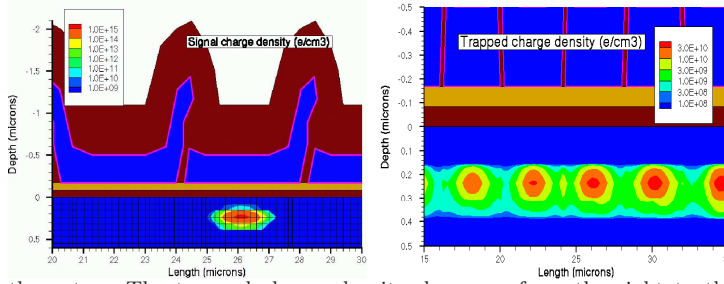 Signal charge density (e/cm3)
1.0E+15
1.0E+14
1.0E+13
1.0E+12
1.0E+11
1.0E+10
1.0E+09
-2
-1.5
-1
-0.5
0
0.5
Depth (microns)
20 21 22 23 24 25 26 27 28 29 30
Length (microns)
Trapped charge density (e/cm3)
3.0E+10
1.0E+10
3.0E+09
1.0E+09
3.0E+08
1.0E+08
-0.5
-0.4
-0.3
-0.2
-0.1
0
0.1
0.2
0.3
0.4
0.5
Depth (microns)
15 20 25 30
Length (microns)